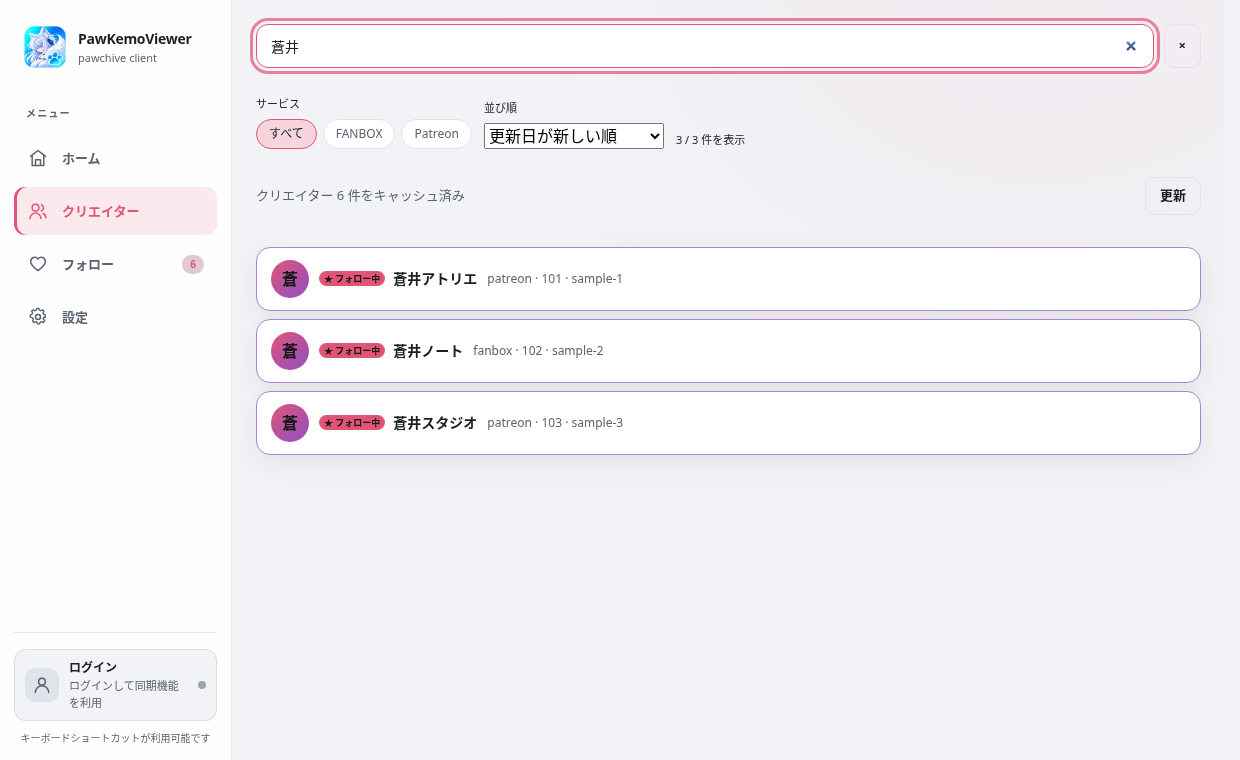 PawKemoViewer
pawchive client
メニュー
ホーム
クリエイター
フォロー 6
設定
ログイン
ログインして同期機能
を利用
キーボードショートカットが利用可能です
蒼井
サービス
すべて FANBOX Patreon
並び順
更新日が新しい順
3 / 3 件を表示
クリエイター 6 件をキャッシュ済み
更新
蒼 ★ フォロー中 蒼井アトリエ patreon · 101 · sample-1
蒼 ★ フォロー中 蒼井ノート fanbox · 102 · sample-2
蒼 ★ フォロー中 蒼井スタジオ patreon · 103 · sample-3